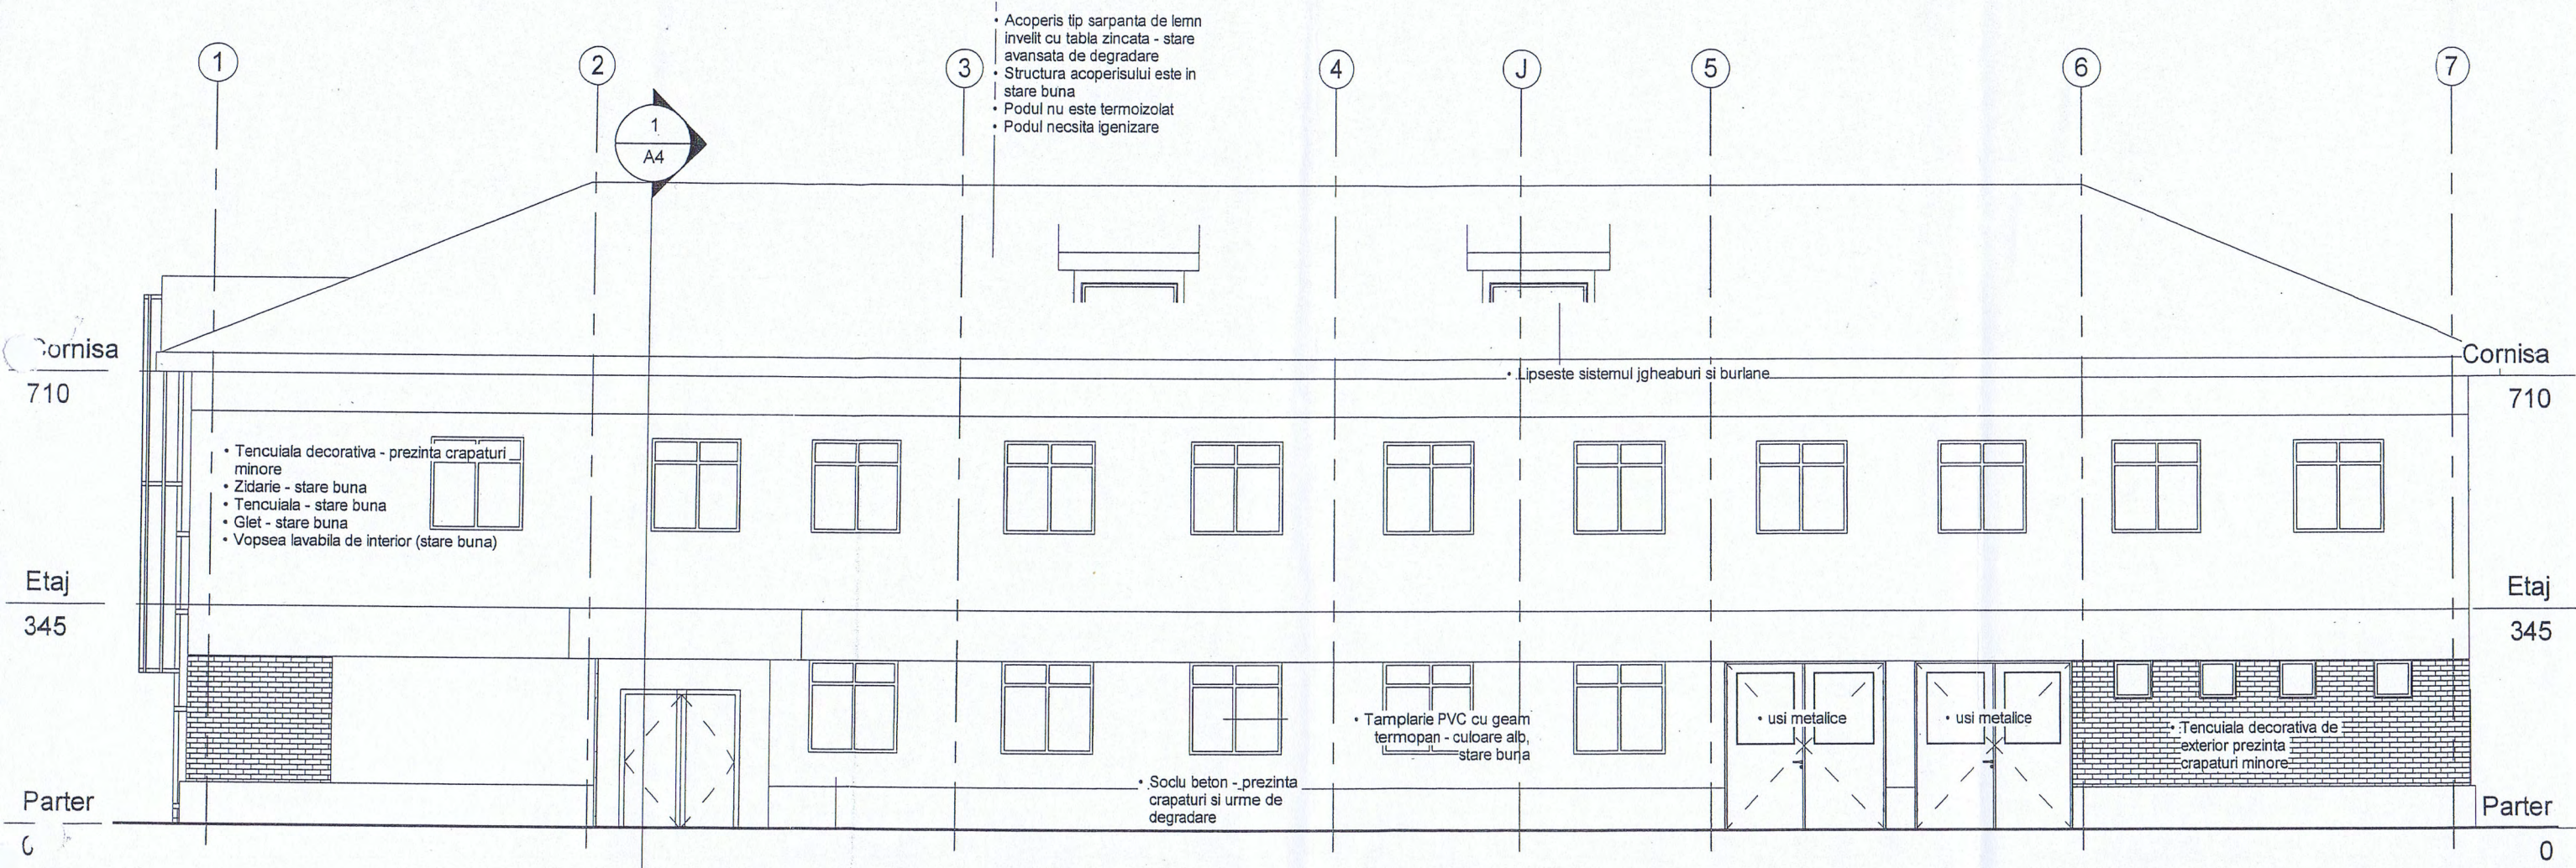 • Acoperis tip sarpanta de lemn
invelit cu tabla zincata - stare
avansata de degradare
• Structura acoperisului este in
stare buna
• Podul nu este termoizolat
• Podul necsita igenizare
1
2
3
4
J
5
6
7
1
A4
Cornisa
710
Cornisa
710
• Lipseste sistemul jgheaburi si burlane
• Tencuiala decorativa - prezinta crapaturi
minore
• Zidarie - stare buna
• Tencuiala - stare buna
• Glet - stare buna
• Vopsea lavabila de interior (stare buna)
Etaj
345
Etaj
345
• Tamplarie PVC cu geam
termopan - culoare alb,
stare buna
• usi metalice
• usi metalice
• Tencuiala decorativa de
exterior prezinta
crapaturi minore
• Soclu beton - prezinta
crapaturi si urme de
degradare
Parter
0
Parter
0